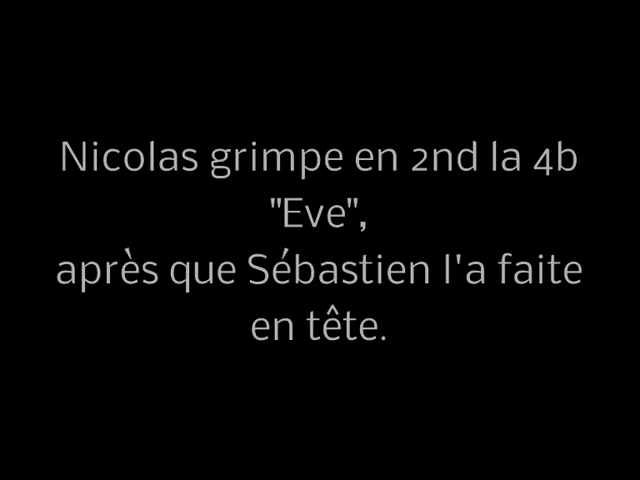 Nicolas grimpe en 2nd la 4b
"Eve",
après que Sébastien l'a faite
en tête.